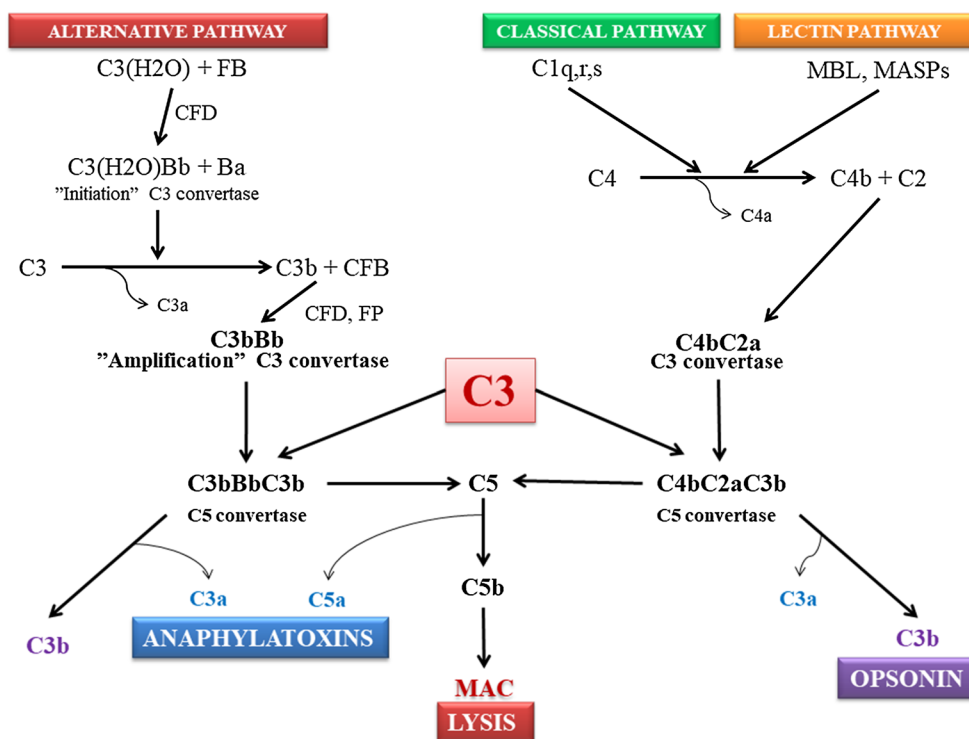 ALTERNATIVE PATHWAY
CLASSICAL PATHWAY
LECTIN PATHWAY
C3(H2O) + FB
C1q,r,s
MBL, MASPs
CFD
C3(H2O)Bb + Ba
”Initiation” C3 convertase
C4
C4b + C2
C4a
C3
C3b + CFB
C3a
CFD, FP
C3bBb
”Amplification” C3 convertase
C4bC2a
C3 convertase
C3
C3bBbC3b
C5 convertase
C5
C4bC2aC3b
C5 convertase
C3a
C5a
C5b
C3a
C3b
ANAPHYLATOXINS
C3b
OPSONIN
MAC
LYSIS